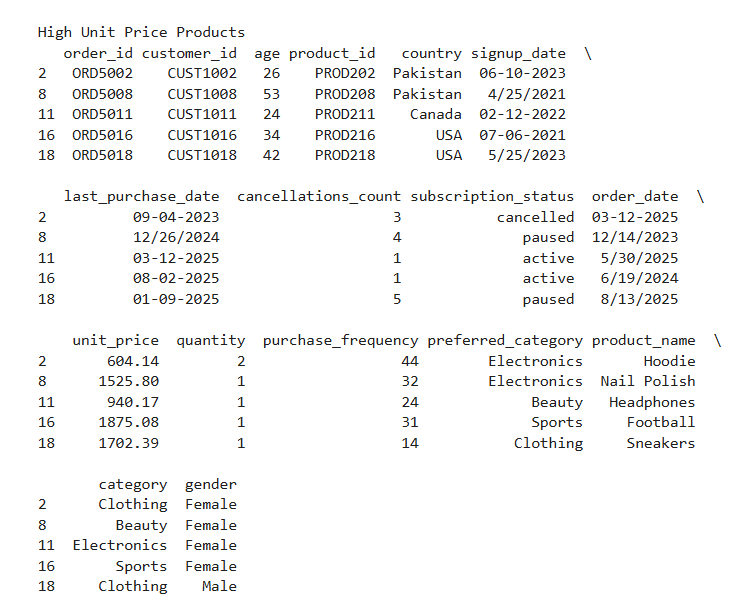 High Unit Price Products
order_id customer_id age product_id country signup_date \
2 ORD5002 CUST1002 26 PROD202 Pakistan 06-10-2023
8 ORD5008 CUST1008 53 PROD208 Pakistan 4/25/2021
11 ORD5011 CUST1011 24 PROD211 Canada 02-12-2022
16 ORD5016 CUST1016 34 PROD216 USA 07-06-2021
18 ORD5018 CUST1018 42 PROD218 USA 5/25/2023
last_purchase_date cancellations_count subscription_status order_date \
2 09-04-2023 3 cancelled 03-12-2025
8 12/26/2024 4 paused 12/14/2023
11 03-12-2025 1 active 5/30/2025
16 08-02-2025 1 active 6/19/2024
18 01-09-2025 5 paused 8/13/2025
unit_price quantity purchase_frequency preferred_category product_name \
2 604.14 2 44 Electronics Hoodie
8 1525.80 1 32 Electronics Nail Polish
11 940.17 1 24 Beauty Headphones
16 1875.08 1 31 Sports Football
18 1702.39 1 14 Clothing Sneakers
category gender
2 Clothing Female
8 Beauty Female
11 Electronics Female
16 Sports Female
18 Clothing Male